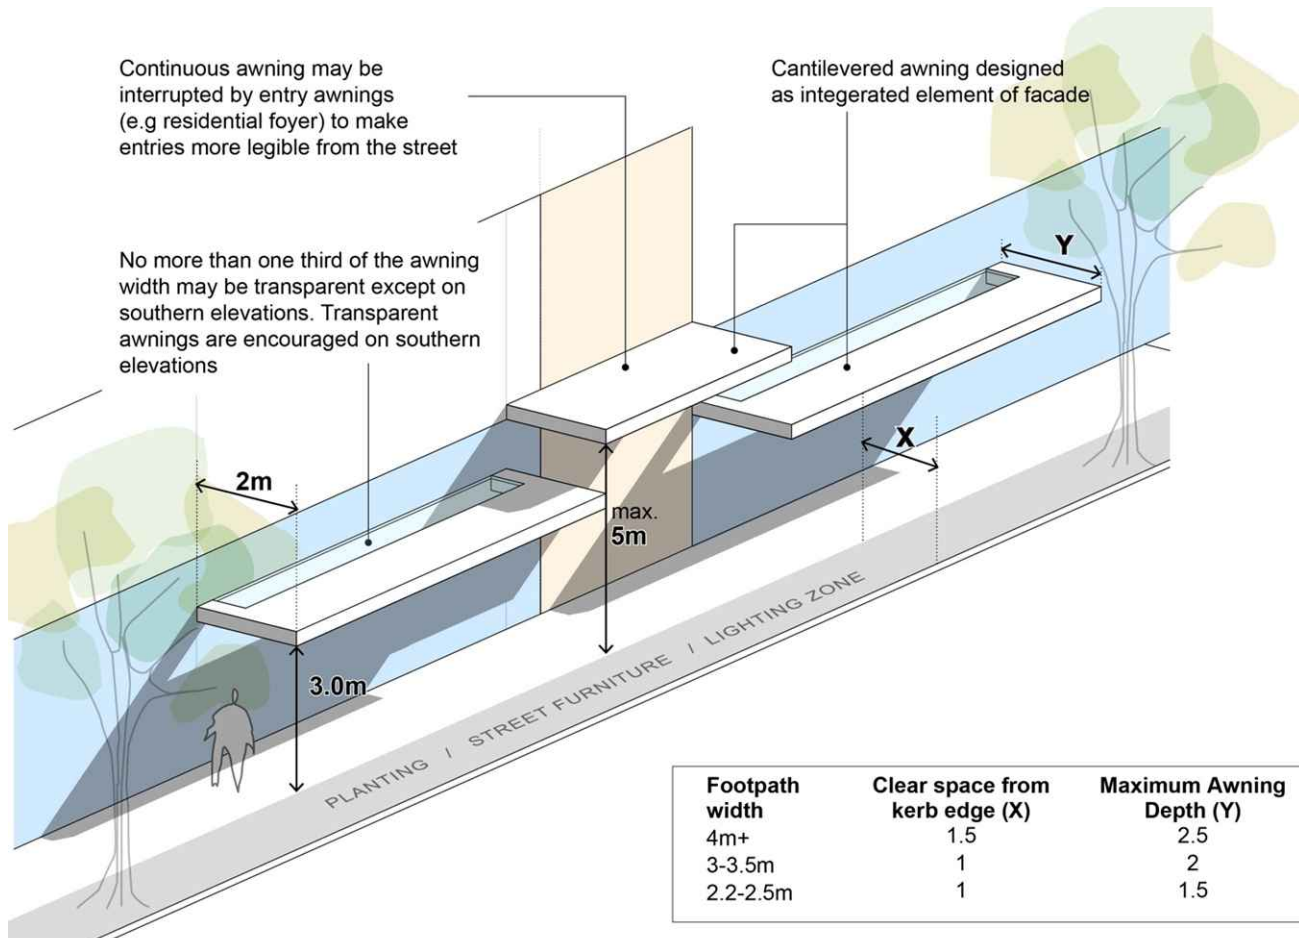 Continuous awning may be
interrupted by entry awnings
(e.g residential foyer) to make
entries more legible from the street
Cantilevered awning designed
as integerated element of facade
No more than one third of the awning
width may be transparent except on
southern elevations. Transparent
awnings are encouraged on southern
elevations
Y
X
2m
max.
5m
3.0m
PLANTING / STREET FURNITURE / LIGHTING ZONE
Footpath width Clear space from kerb edge (X) Maximum Awning Depth (Y)
4m+ 1.5 2.5
3-3.5m 1 2
2.2-2.5m 1 1.5